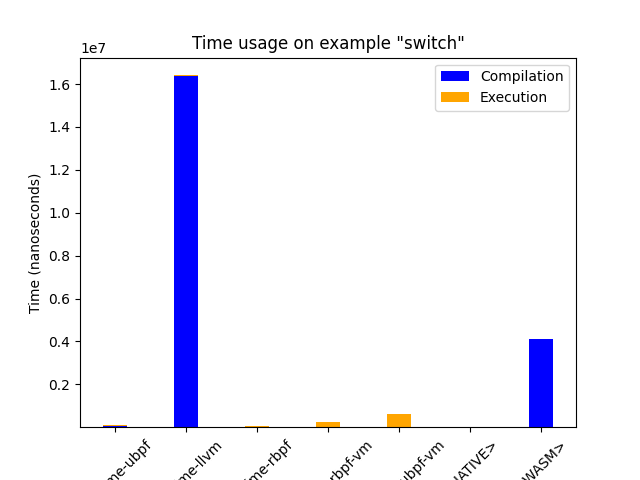 Time usage on example "switch"
1e7
Compilation
Execution
1.6
1.4
1.2
1.0
0.8
0.6
0.4
0.2
Time (nanoseconds)
me-ubpf
me-llvm
me-rbpf
rbpf-vm
ubpf-vm
NATIVE>
WASM>